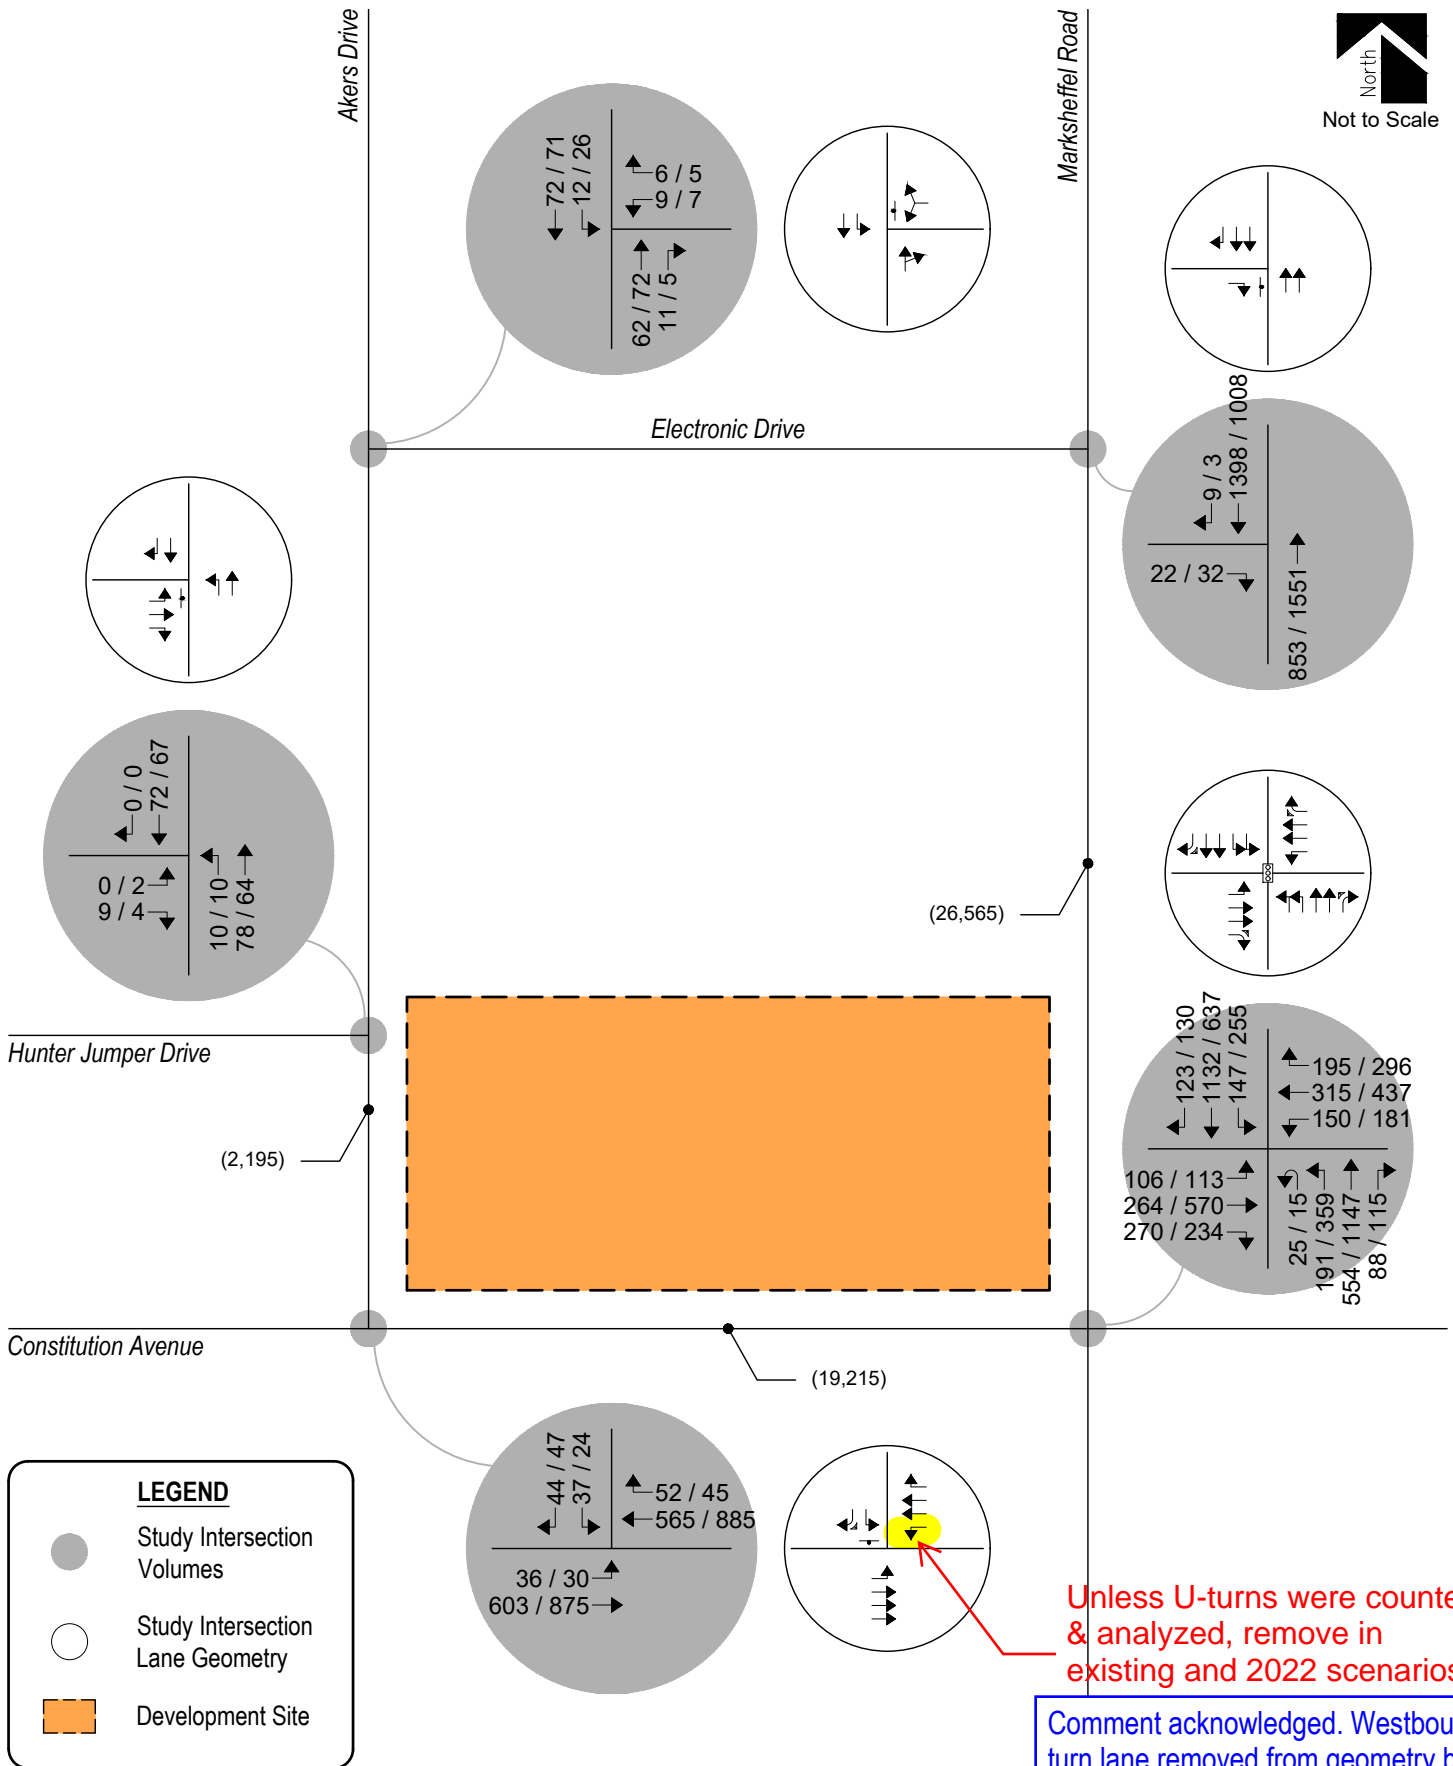 Akers Drive
Marksheffel Road
North
Not to Scale
72 / 71
12 / 26
6 / 5
9 / 7
62 / 72
11 / 5
Electronic Drive
9 / 3
1398 / 1008
22 / 32
853 / 1551
0 / 0
72 / 67
0 / 2
9 / 4
10 / 10
78 / 64
Hunter Jumper Drive
(2,195)
(26,565)
123 / 130
1132 / 637
147 / 255
195 / 296
315 / 437
150 / 181
106 / 113
264 / 570
270 / 234
25 / 15
191 / 359
554 / 1147
88 / 115
Constitution Avenue
(19,215)
44 / 47
37 / 24
52 / 45
565 / 885
36 / 30
603 / 875
LEGEND
Study Intersection
Volumes
Study Intersection
Lane Geometry
Development Site
Unless U-turns were counte
& analyzed, remove in
existing and 2022 scenarios
Comment acknowledged. Westbou
turn lane removed from geometry b